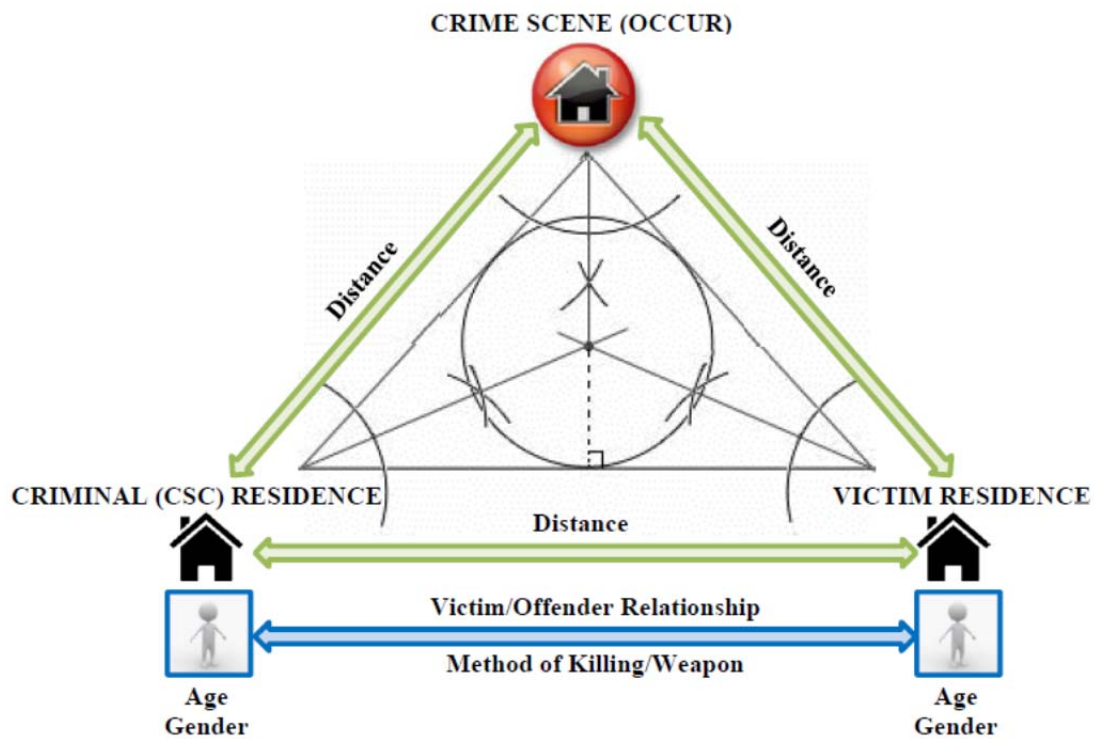 CRIME SCENE (OCCUR)
Distance
Distance
CRIMINAL (CSC) RESIDENCE
VICTIM RESIDENCE
Distance
Victim/Offender Relationship
Method of Killing/Weapon
Age
Gender
Age
Gender